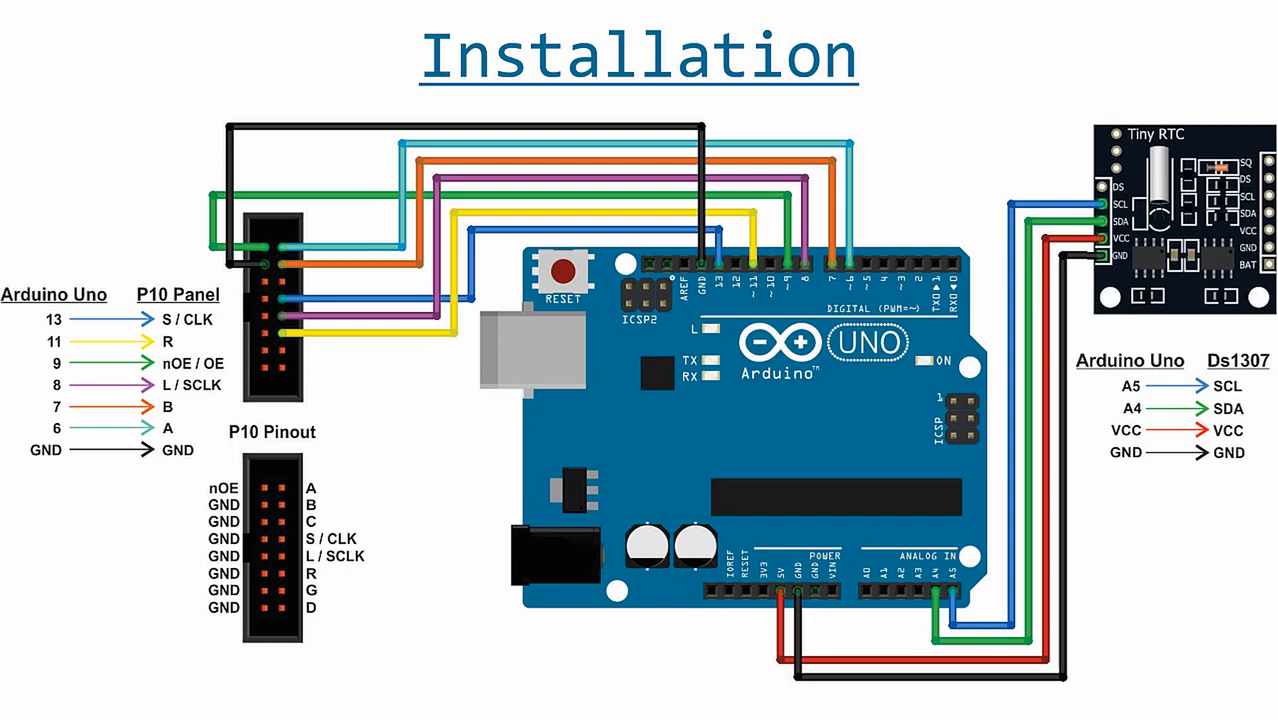 Installation
Tiny RTC
DS
SCL
SDA
VCC
GND
SQ
DS
SCL
SDA
VCC
GND
BAT
Arduino Uno P10 Panel
13 S / CLK
11 R
9 nOE / OE
8 L / SCLK
7 B
6 A
GND GND
P10 Pinout
nOE A
GND B
GND C
GND S / CLK
GND L / SCLK
GND R
GND G
GND D
RESET
ICSP2
AREF
GND
13
12
~11
~10
~9
8
7
~6
~5
4
~3
2
TX0▶1
RX0◀0
DIGITAL (PWM=~)
L
TX
RX
UNO
Arduino™
ON
1
ICSP
POWER
ANALOG IN
IOREF
RESET
3V3
5V
GND
GND
VIN
A0
A1
A2
A3
A4
A5
Arduino Uno Ds1307
A5 SCL
A4 SDA
VCC VCC
GND GND